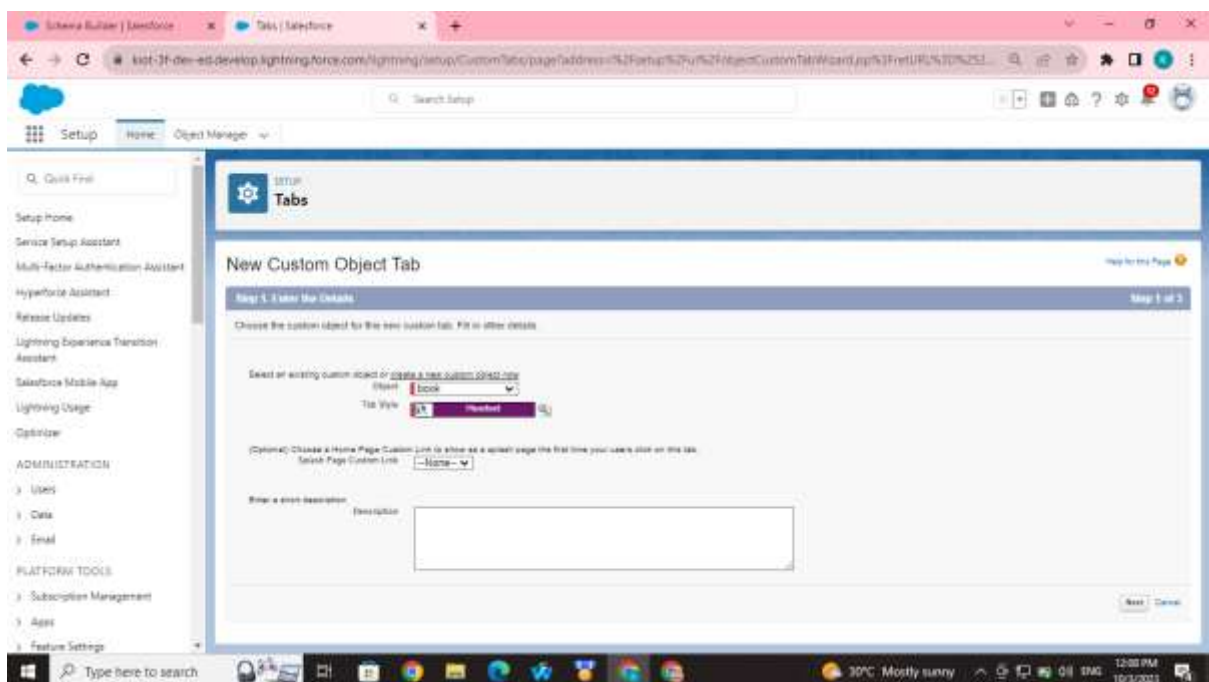 Schema Builder | Salesforce
Tabs | Salesforce
Search Setup
Setup
Home
Object Manager
Quick Find
Setup Home
Service Setup Assistant
Multi-Factor Authentication Assistant
Hyperforce Assistant
Release Updates
Lightning Experience Transition
Assistant
Salesforce Mobile App
Lightning Usage
Optimizer
ADMINISTRATION
Users
Data
Email
PLATFORM TOOLS
Subscription Management
Apps
Feature Settings
SETUP
Tabs
New Custom Object Tab
Help for this Page
Step 1. Enter the Details
Step 1 of 3
Choose the custom object for this new custom tab. Fill in other details.
Select an existing custom object or create a new custom object now.
Object
book
Tab Style
Headset
(Optional) Choose a Home Page Custom Link to show as a splash page the first time your users click on this tab.
Splash Page Custom Link
--None--
Enter a short description.
Description
Next
Cancel
Type here to search
30°C Mostly sunny
ENG
12:00 PM
10/3/2023